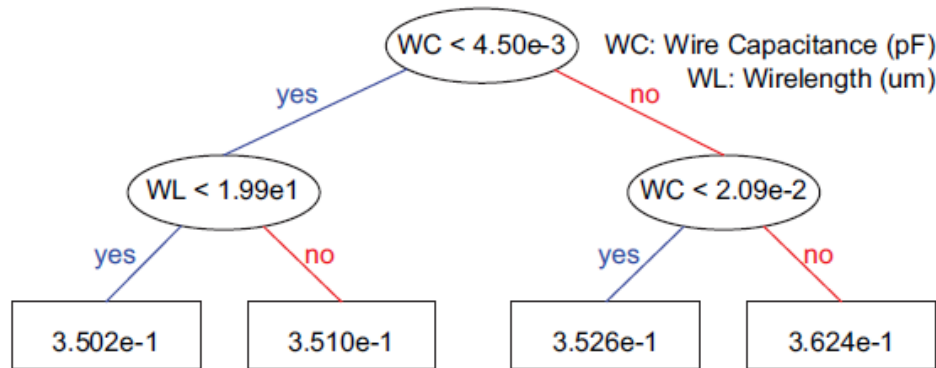 WC < 4.50e-3
WC: Wire Capacitance (pF)
WL: Wirelength (um)
yes
no
WL < 1.99e1
WC < 2.09e-2
yes
no
yes
no
3.502e-1
3.510e-1
3.526e-1
3.624e-1